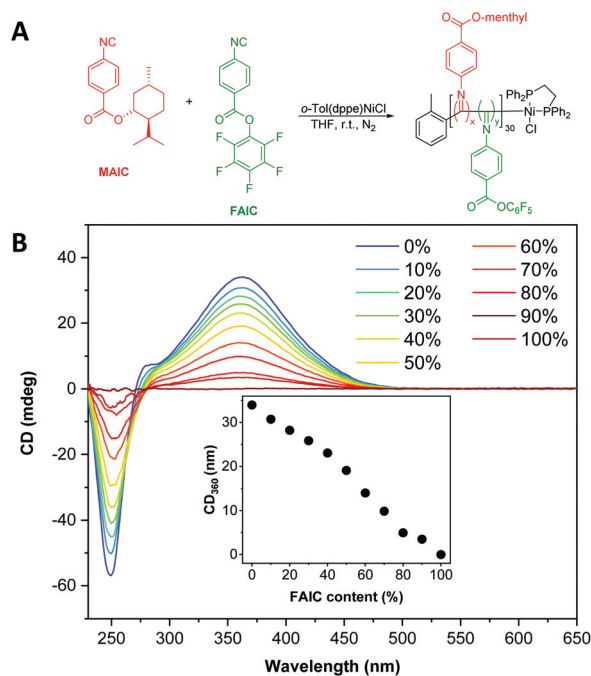 A
NC
O
O
MAIC
+
NC
O
O
F
F
F
F
F
FAIC
o-Tol(dppe)NiCl
THF, r.t., N2
O
O-menthyl
N
x
y
30
Ph2P
Ni
PPh2
Cl
N
O
OC6F5
B
CD (mdeg)
40
20
0
-20
-40
-60
0%
10%
20%
30%
40%
50%
60%
70%
80%
90%
100%
CD360 (nm)
30
20
10
0
0 20 40 60 80 100
FAIC content (%)
250 300 350 400 450 500 550 600 650
Wavelength (nm)